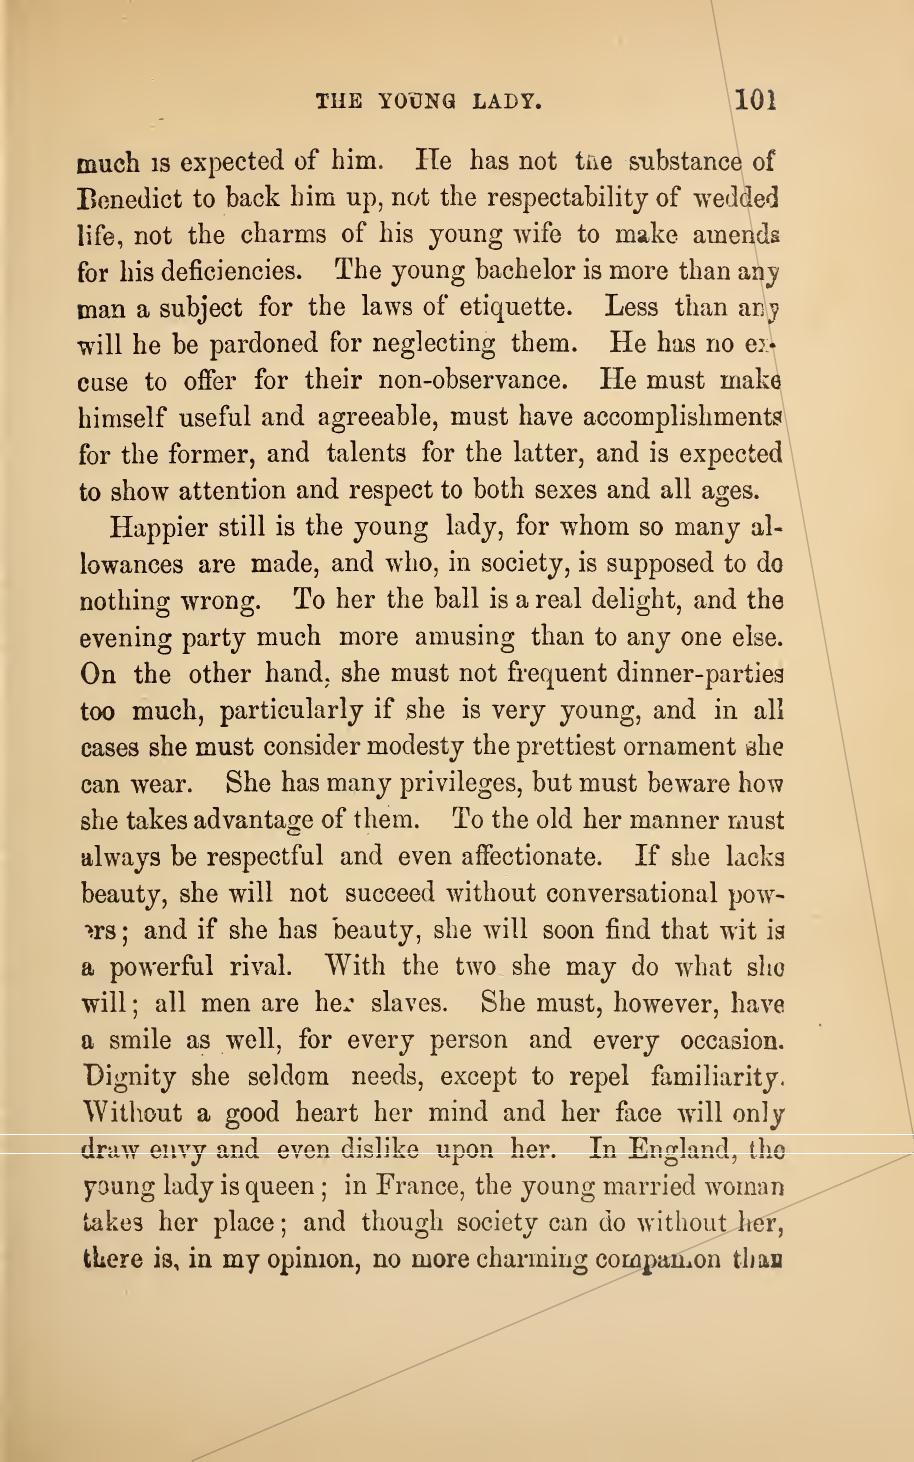 THE YOUNG LADY. 101
much is expected of him. He has not the substance of
Benedict to back him up, not the respectability of wedded
life, not the charms of his young wife to make amends
for his deficiencies. The young bachelor is more than any
man a subject for the laws of etiquette. Less than any
will he be pardoned for neglecting them. He has no ex-
cuse to offer for their non-observance. He must make
himself useful and agreeable, must have accomplishments
for the former, and talents for the latter, and is expected
to show attention and respect to both sexes and all ages.
Happier still is the young lady, for whom so many al-
lowances are made, and who, in society, is supposed to do
nothing wrong. To her the ball is a real delight, and the
evening party much more amusing than to any one else.
On the other hand, she must not frequent dinner-parties
too much, particularly if she is very young, and in all
cases she must consider modesty the prettiest ornament she
can wear. She has many privileges, but must beware how
she takes advantage of them. To the old her manner must
always be respectful and even affectionate. If she lacks
beauty, she will not succeed without conversational pow-
ers; and if she has beauty, she will soon find that wit is
a powerful rival. With the two she may do what she
will; all men are her slaves. She must, however, have
a smile as well, for every person and every occasion.
Dignity she seldom needs, except to repel familiarity.
Without a good heart her mind and her face will only
draw envy and even dislike upon her. In England, the
young lady is queen; in France, the young married woman
takes her place; and though society can do without her,
there is, in my opinion, no more charming companion than